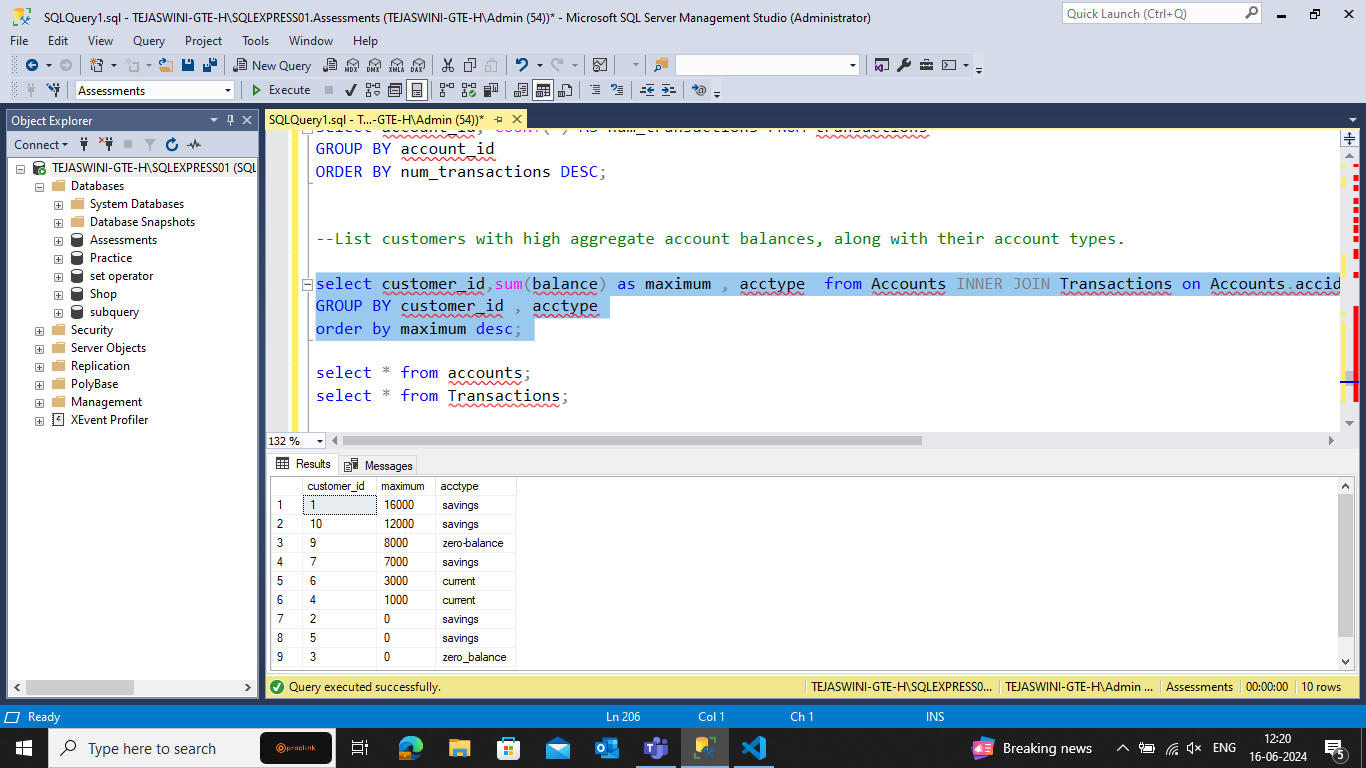 SQLQuery1.sql - TEJASWINI-GTE-H\SQLEXPRESS01.Assessments (TEJASWINI-GTE-H\Admin (54))* - Microsoft SQL Server Management Studio (Administrator)
Quick Launch (Ctrl+Q)
File Edit View Query Project Tools Window Help
New Query
MDX DMX XMLA DAX
Assessments
Execute
Object Explorer
SQLQuery1.sql - T...-GTE-H\Admin (54))*
Connect
TEJASWINI-GTE-H\SQLEXPRESS01 (SQL
Databases
System Databases
Database Snapshots
Assessments
Practice
set operator
Shop
subquery
Security
Server Objects
Replication
PolyBase
Management
XEvent Profiler
select account_id, COUNT(*) AS num_transactions FROM transactions
GROUP BY account_id
ORDER BY num_transactions DESC;
--List customers with high aggregate account balances, along with their account types.
select customer_id,sum(balance) as maximum , acctype  from Accounts INNER JOIN Transactions on Accounts.accid
GROUP BY customer_id , acctype
order by maximum desc;
select * from accounts;
select * from Transactions;
132 %
Results Messages
customer_id maximum acctype
1 1 16000 savings
2 10 12000 savings
3 9 8000 zero-balance
4 7 7000 savings
5 6 3000 current
6 4 1000 current
7 2 0 savings
8 5 0 savings
9 3 0 zero_balance
Query executed successfully.
TEJASWINI-GTE-H\SQLEXPRESS0... TEJASWINI-GTE-H\Admin ... Assessments 00:00:00 10 rows
Ready
Ln 206 Col 1 Ch 1 INS
Type here to search
proclink
Breaking news
ENG
12:20
16-06-2024
5